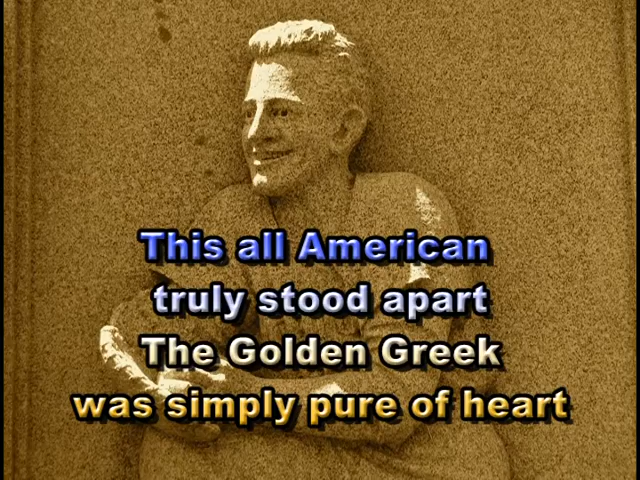 This all American
truly stood apart
The Golden Greek
was simply pure of heart